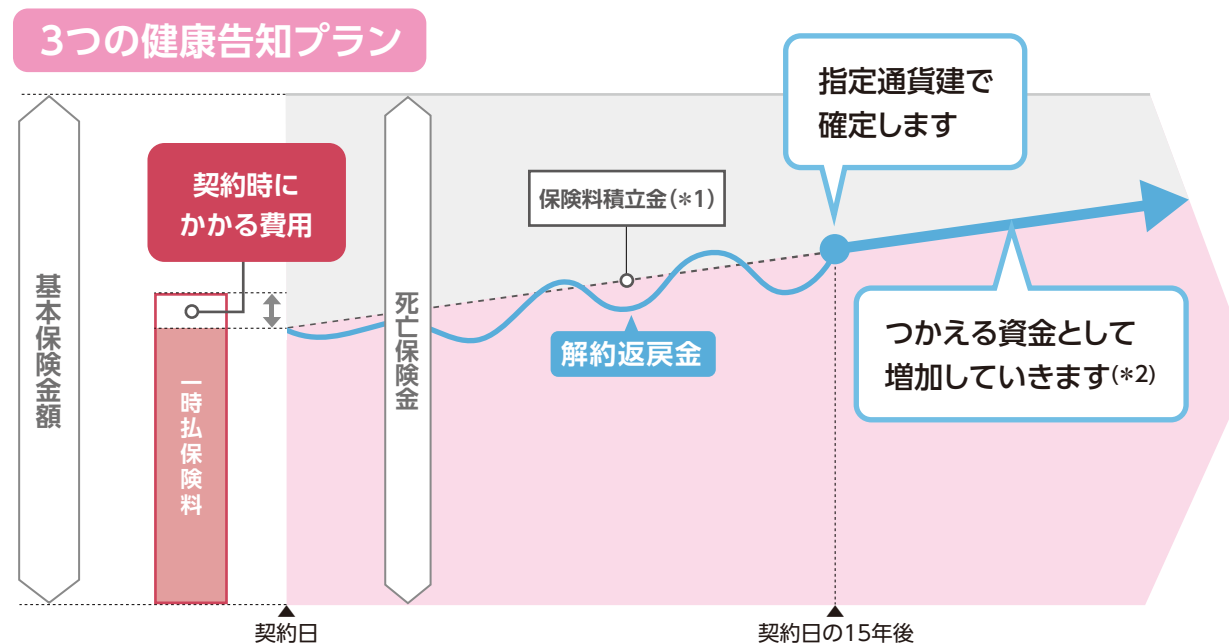 3つの健康告知プラン
指定通貨建で
確定します
契約時に
かかる費用
保険料積立金(*1)
基本保険金額
死亡保険金
一時払保険料
解約返戻金
つかえる資金として
増加していきます(*2)
契約日
契約日の15年後